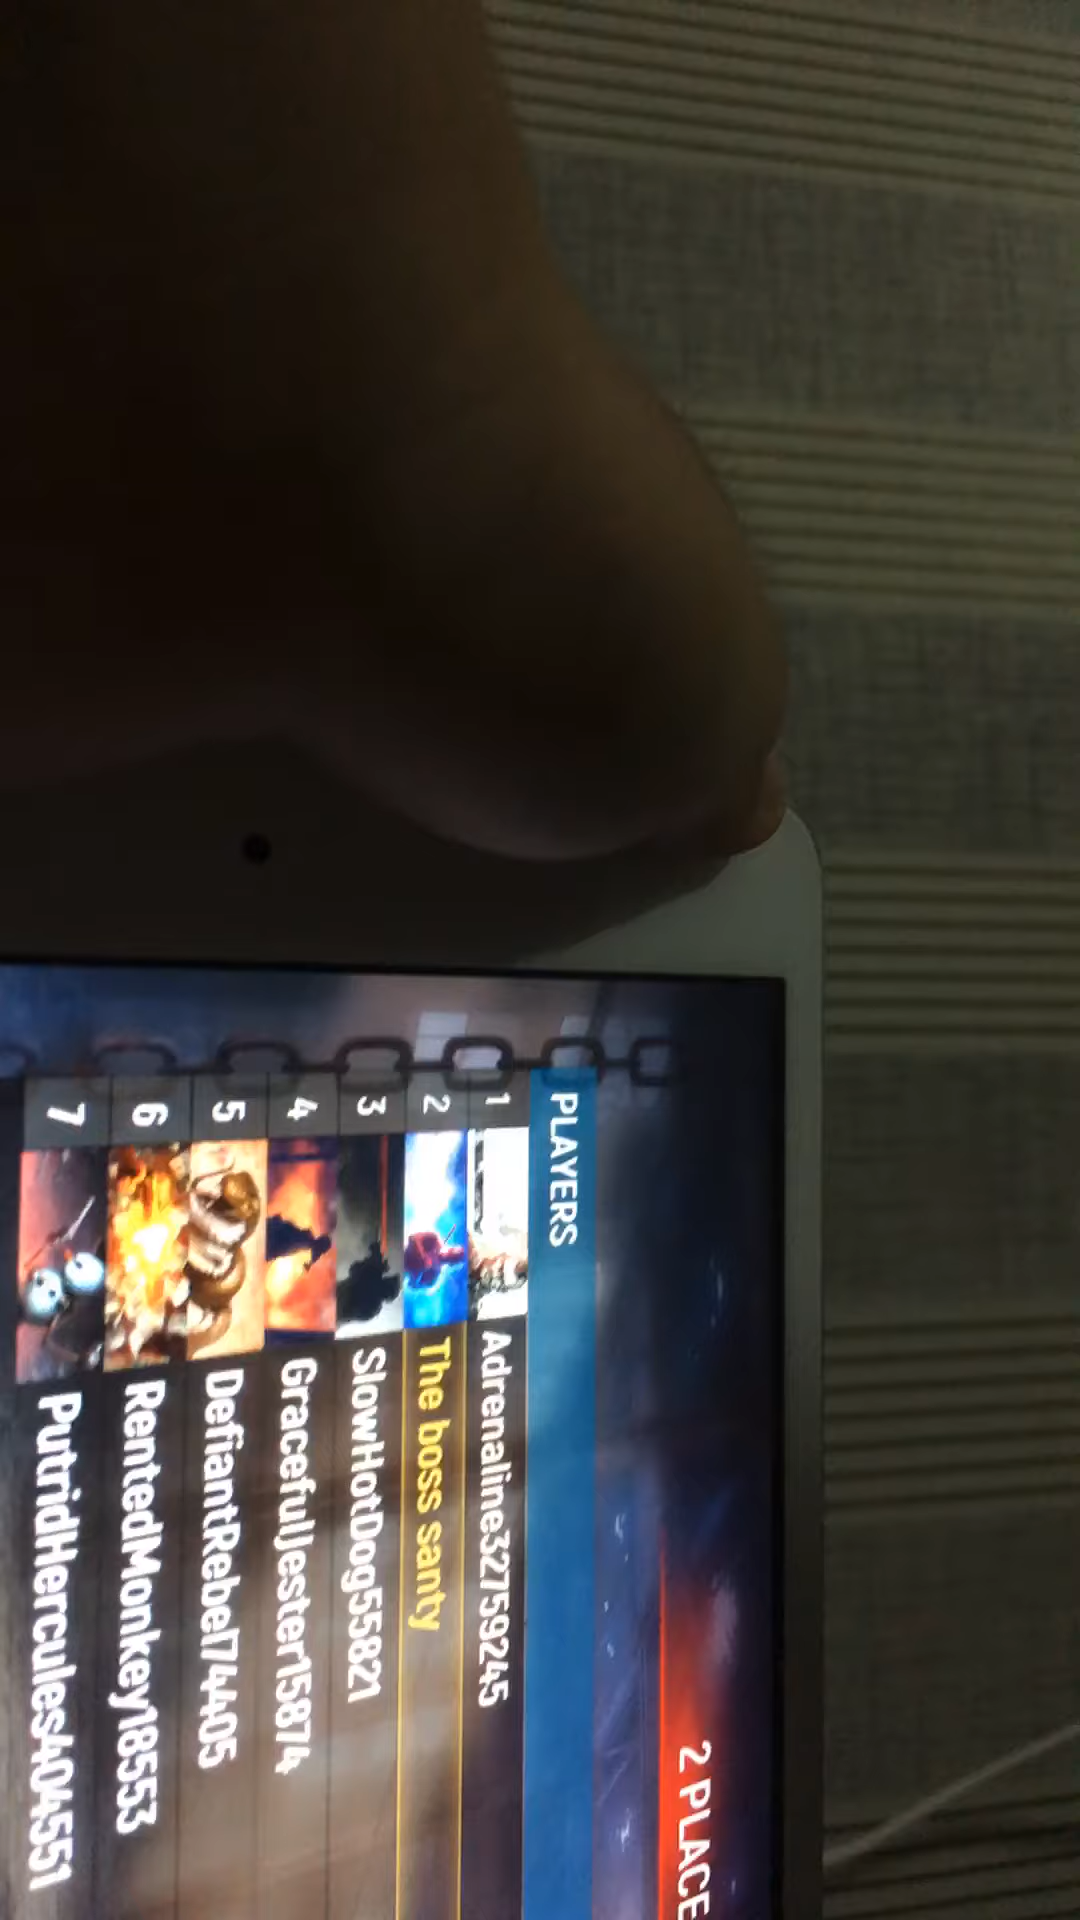 2 PLACE
PLAYERS
1 Adrenaline32759245
2 The boss santy
3 SlowHotDog55821
4 GracefulJester15874
5 DefiantRebel74405
6 RentedMonkey18553
7 PutridHercules404551